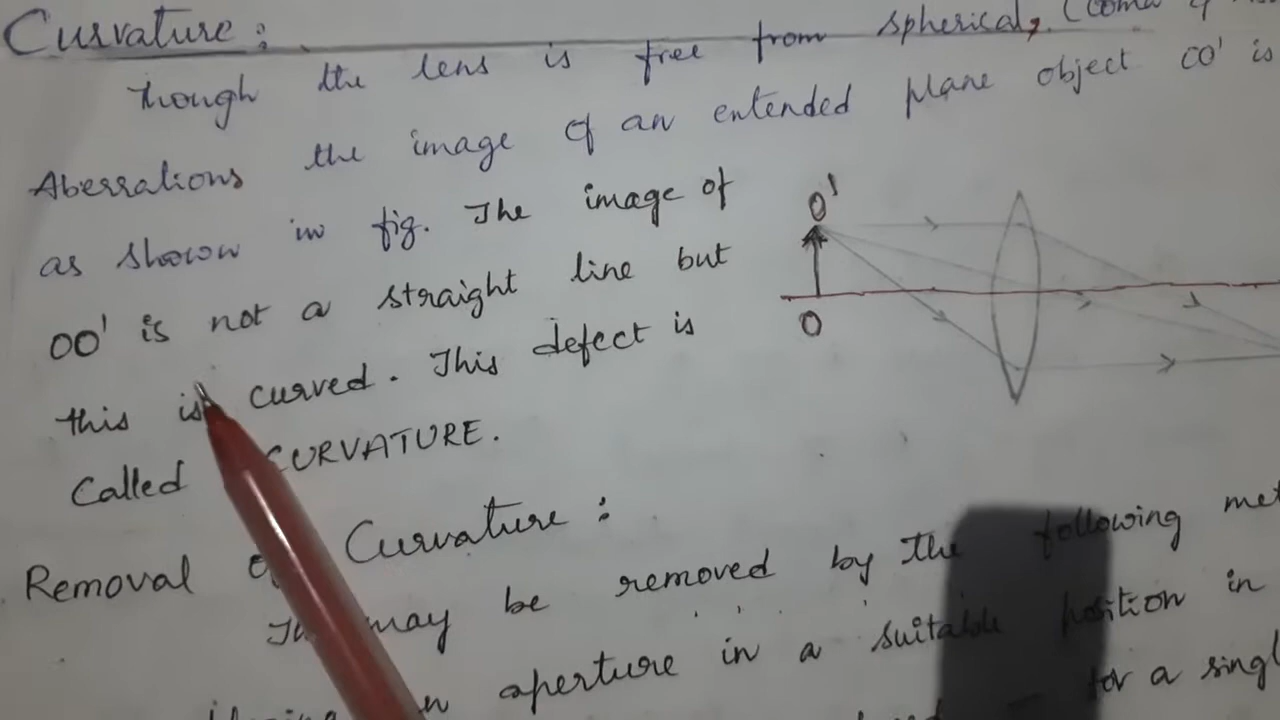 Curvature :
Though the lens is free from spherical, (coma
Aberrations the image of an extended plane object OO' is
as shown in fig. The image of
OO' is not a straight line but
this is curved. This defect is
Called CURVATURE.
O'
O
Removal Curvature :
may be removed by the following
aperture in a suitable position in
for a